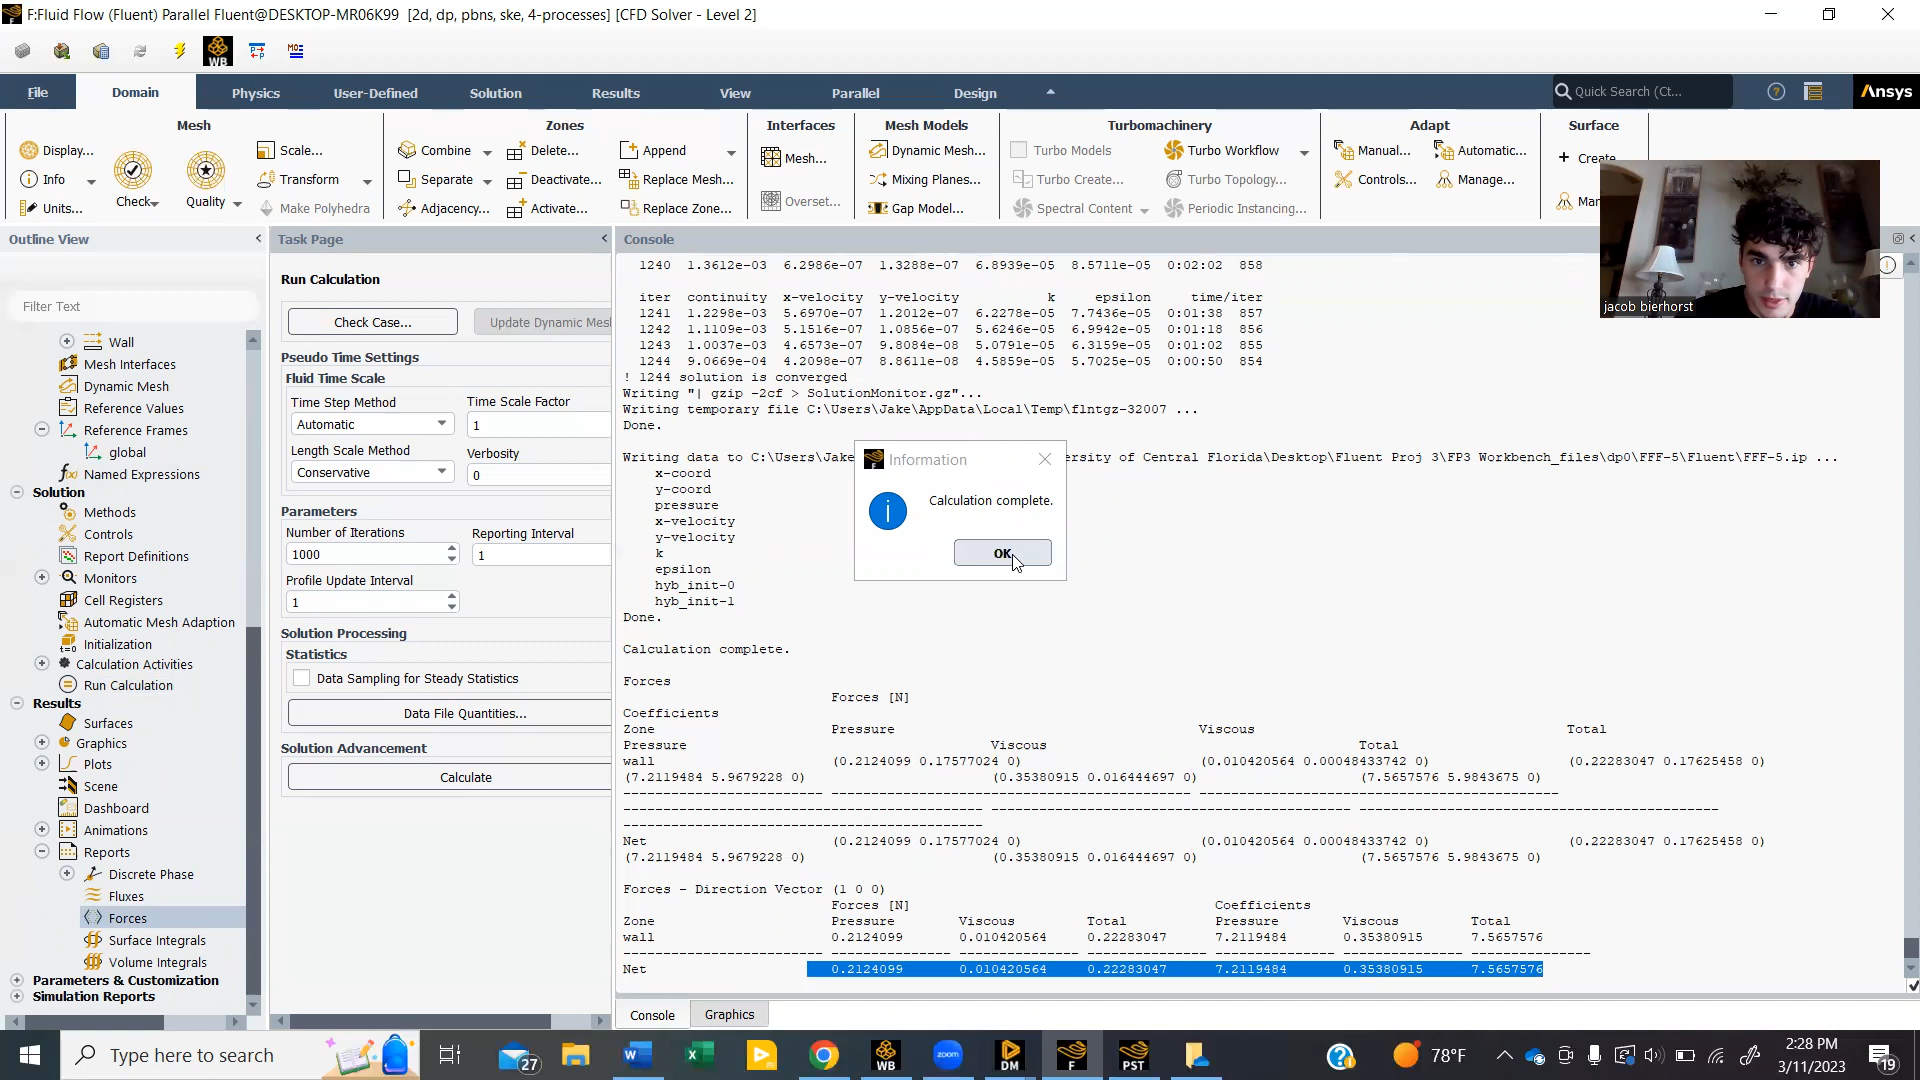 F:Fluid Flow (Fluent) Parallel Fluent@DESKTOP-MR06K99 [2d, dp, pbns, ske, 4-processes] [CFD Solver - Level 2]
WB
File Domain Physics User-Defined Solution Results View Parallel Design Quick Search (Ct... Ansys
Mesh Zones Interfaces Mesh Models Turbomachinery Adapt Surface
Display... Scale... Combine Delete... Append Mesh... Dynamic Mesh... Turbo Models Turbo Workflow Manual... Automatic... Create
Info Check Quality Transform Separate Deactivate... Replace Mesh... Mixing Planes... Turbo Create... Turbo Topology... Controls... Manage...
Units... Make Polyhedra Adjacency... Activate... Replace Zone... Overset... Gap Model... Spectral Content Periodic Instancing...
jacob bierhorst
Outline View
Filter Text
Wall
Mesh Interfaces
Dynamic Mesh
Reference Values
Reference Frames
global
Named Expressions
Solution
Methods
Controls
Report Definitions
Monitors
Cell Registers
Automatic Mesh Adaption
Initialization
Calculation Activities
Run Calculation
Results
Surfaces
Graphics
Plots
Scene
Dashboard
Animations
Reports
Discrete Phase
Fluxes
Forces
Surface Integrals
Volume Integrals
Parameters & Customization
Simulation Reports
Task Page
Run Calculation
Check Case... Update Dynamic Mesh
Pseudo Time Settings
Fluid Time Scale
Time Step Method Time Scale Factor
Automatic 1
Length Scale Method Verbosity
Conservative 0
Parameters
Number of Iterations Reporting Interval
1000 1
Profile Update Interval
1
Solution Processing
Statistics
Data Sampling for Steady Statistics
Data File Quantities...
Solution Advancement
Calculate
Console
1240 1.3612e-03 6.2986e-07 1.3288e-07 6.8939e-05 8.5711e-05 0:02:02 858
iter continuity x-velocity y-velocity k epsilon time/iter
1241 1.2298e-03 5.6970e-07 1.2012e-07 6.2278e-05 7.7436e-05 0:01:38 857
1242 1.1109e-03 5.1516e-07 1.0856e-07 5.6246e-05 6.9942e-05 0:01:18 856
1243 1.0037e-03 4.6573e-07 9.8084e-08 5.0791e-05 6.3159e-05 0:01:02 855
1244 9.0669e-04 4.2098e-07 8.8611e-08 4.5859e-05 5.7025e-05 0:00:50 854
! 1244 solution is converged
Writing "| gzip -2cf > SolutionMonitor.gz"...
Writing temporary file C:\Users\Jake\AppData\Local\Temp\flntgz-32007 ...
Done.
Writing data to C:\Users\Jake ersity of Central Florida\Desktop\Fluent Proj 3\FP3 Workbench_files\dp0\FFF-5\Fluent\FFF-5.ip ...
x-coord
y-coord
pressure
x-velocity
y-velocity
k
epsilon
hyb_init-0
hyb_init-1
Done.
Information
Calculation complete.
OK
Calculation complete.
Forces
Forces [N]
Coefficients
Zone Pressure Viscous Total
Pressure Viscous Total
wall (0.2124099 0.17577024 0) (0.010420564 0.00048433742 0) (0.22283047 0.17625458 0)
(7.2119484 5.9679228 0) (0.35380915 0.016444697 0) (7.5657576 5.9843675 0)
Net (0.2124099 0.17577024 0) (0.010420564 0.00048433742 0) (0.22283047 0.17625458 0)
(7.2119484 5.9679228 0) (0.35380915 0.016444697 0) (7.5657576 5.9843675 0)
Forces - Direction Vector (1 0 0)
Forces [N] Coefficients
Zone Pressure Viscous Total Pressure Viscous Total
wall 0.2124099 0.010420564 0.22283047 7.2119484 0.35380915 7.5657576
Net 0.2124099 0.010420564 0.22283047 7.2119484 0.35380915 7.5657576
Console Graphics
Type here to search 27 WB zoom DM F PST 78°F 2:28 PM
3/11/2023 19